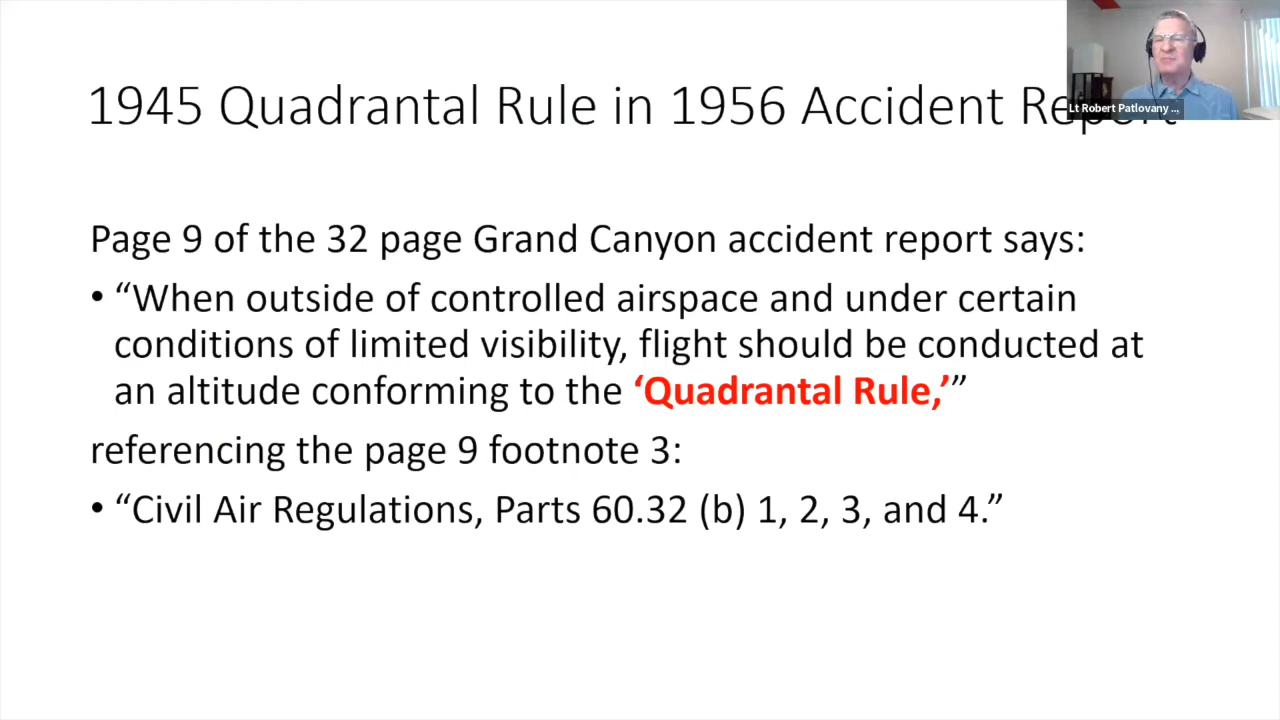 1945 Quadrantal Rule in 1956 Accident Report
Lt Robert Patlovany ...
Page 9 of the 32 page Grand Canyon accident report says:
• “When outside of controlled airspace and under certain
conditions of limited visibility, flight should be conducted at
an altitude conforming to the ‘Quadrantal Rule,’”
referencing the page 9 footnote 3:
• “Civil Air Regulations, Parts 60.32 (b) 1, 2, 3, and 4.”